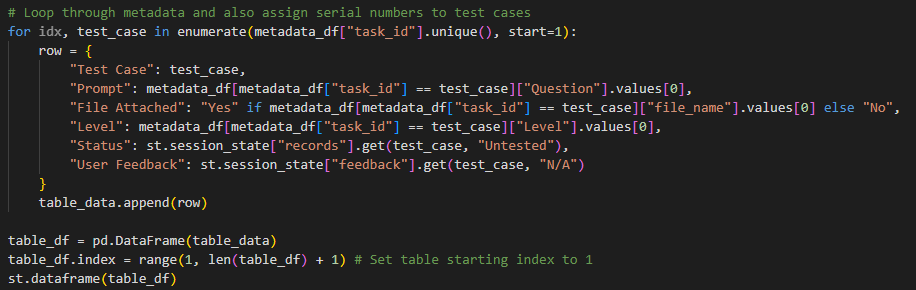 # Loop through metadata and also assign serial numbers to test cases
for idx, test_case in enumerate(metadata_df["task_id"].unique(), start=1):
    row = {
        "Test Case": test_case,
        "Prompt": metadata_df[metadata_df["task_id"] == test_case]["Question"].values[0],
        "File Attached": "Yes" if metadata_df[metadata_df["task_id"] == test_case]["file_name"].values[0] else "No",
        "Level": metadata_df[metadata_df["task_id"] == test_case]["Level"].values[0],
        "Status": st.session_state["records"].get(test_case, "Untested"),
        "User Feedback": st.session_state["feedback"].get(test_case, "N/A")
    }
    table_data.append(row)

table_df = pd.DataFrame(table_data)
table_df.index = range(1, len(table_df) + 1) # Set table starting index to 1
st.dataframe(table_df)